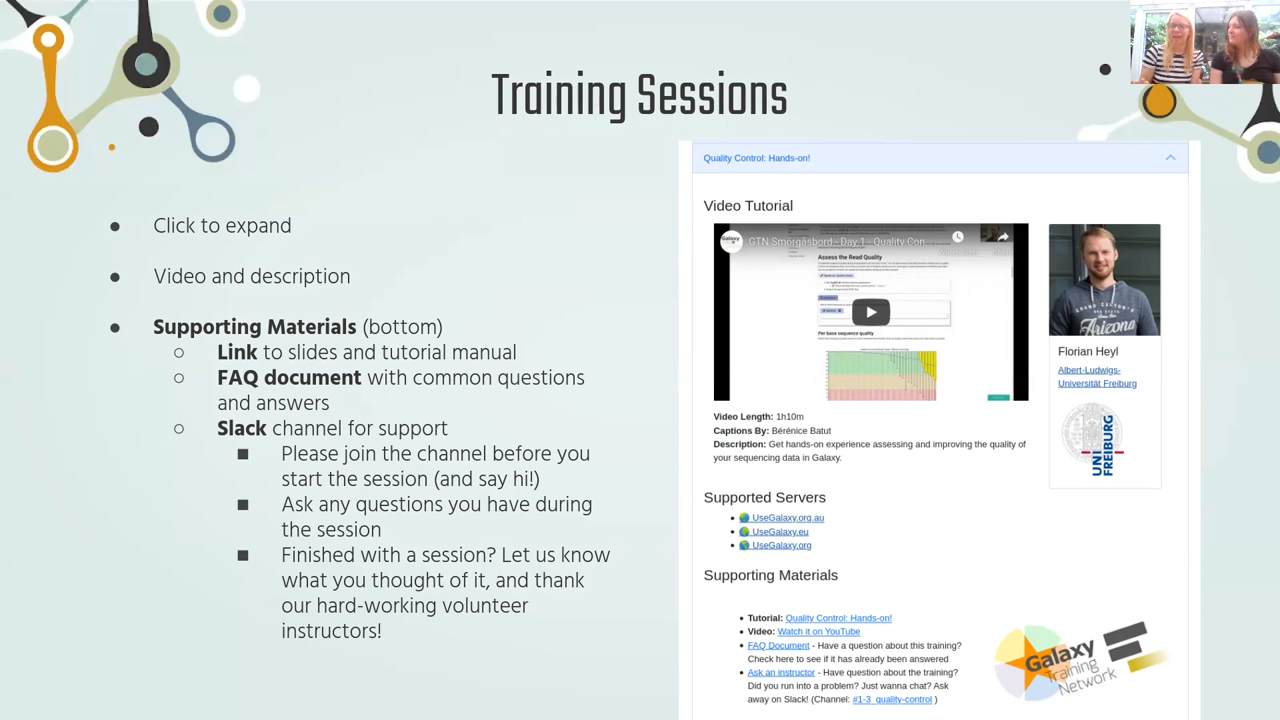 Training Sessions
Click to expand
Video and description
Supporting Materials (bottom)
Link to slides and tutorial manual
FAQ document with common questions
and answers
Slack channel for support
Please join the channel before you
start the session (and say hi!)
Ask any questions you have during
the session
Finished with a session? Let us know
what you thought of it, and thank
our hard-working volunteer
instructors!
Quality Control: Hands-on!
Video Tutorial
Galaxy
GTN Smörgåsbord - Day 1 - Quality Con
Assess the Read Quality
Per base sequence quality
ARIZONA
Florian Heyl
Albert-Ludwigs-
Universität Freiburg
UNI
FREIBURG
Video Length: 1h10m
Captions By: Bérénice Batut
Description: Get hands-on experience assessing and improving the quality of
your sequencing data in Galaxy.
Supported Servers
UseGalaxy.org.au
UseGalaxy.eu
UseGalaxy.org
Supporting Materials
Tutorial: Quality Control: Hands-on!
Video: Watch it on YouTube
FAQ Document - Have a question about this tutorial?
Check here to see if it has already been answered
Ask an instructor - Have question about the training?
Did you run into a problem? Just wanna chat? Ask
away on Slack! (Channel: #1-3_quality-control )
Galaxy
Training
Network